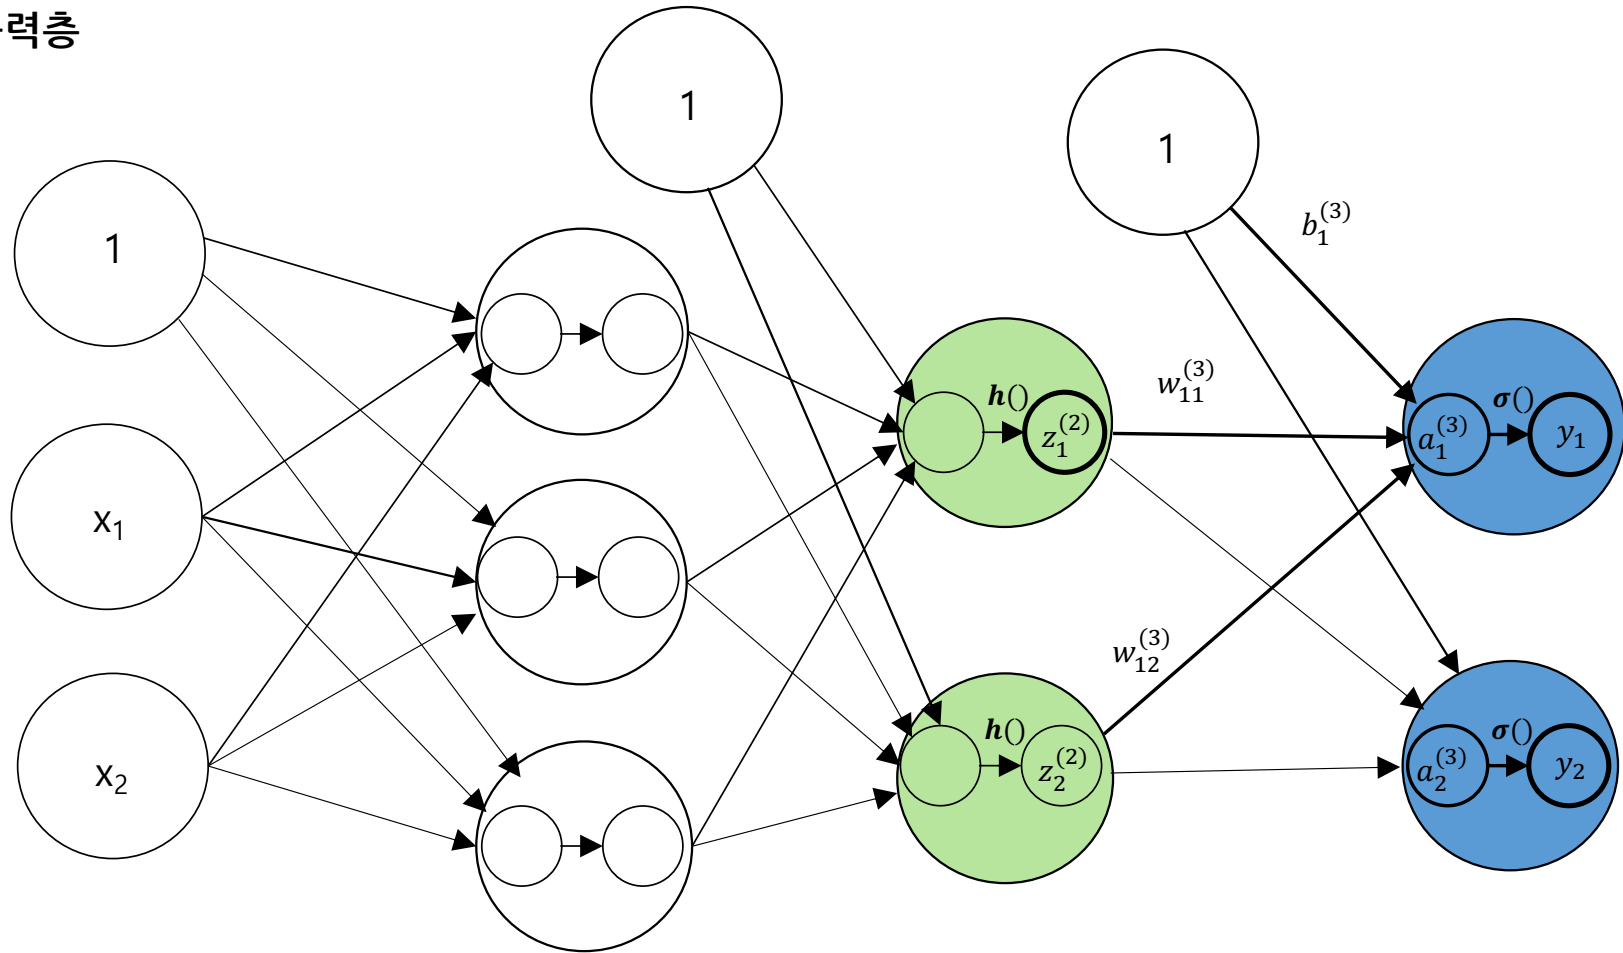 력층
1
1
1
b₁⁽³⁾
x₁
w₁₁⁽³⁾
h()
z₁⁽²⁾
σ()
a₁⁽³⁾
y₁
x₂
w₁₂⁽³⁾
h()
z₂⁽²⁾
σ()
a₂⁽³⁾
y₂